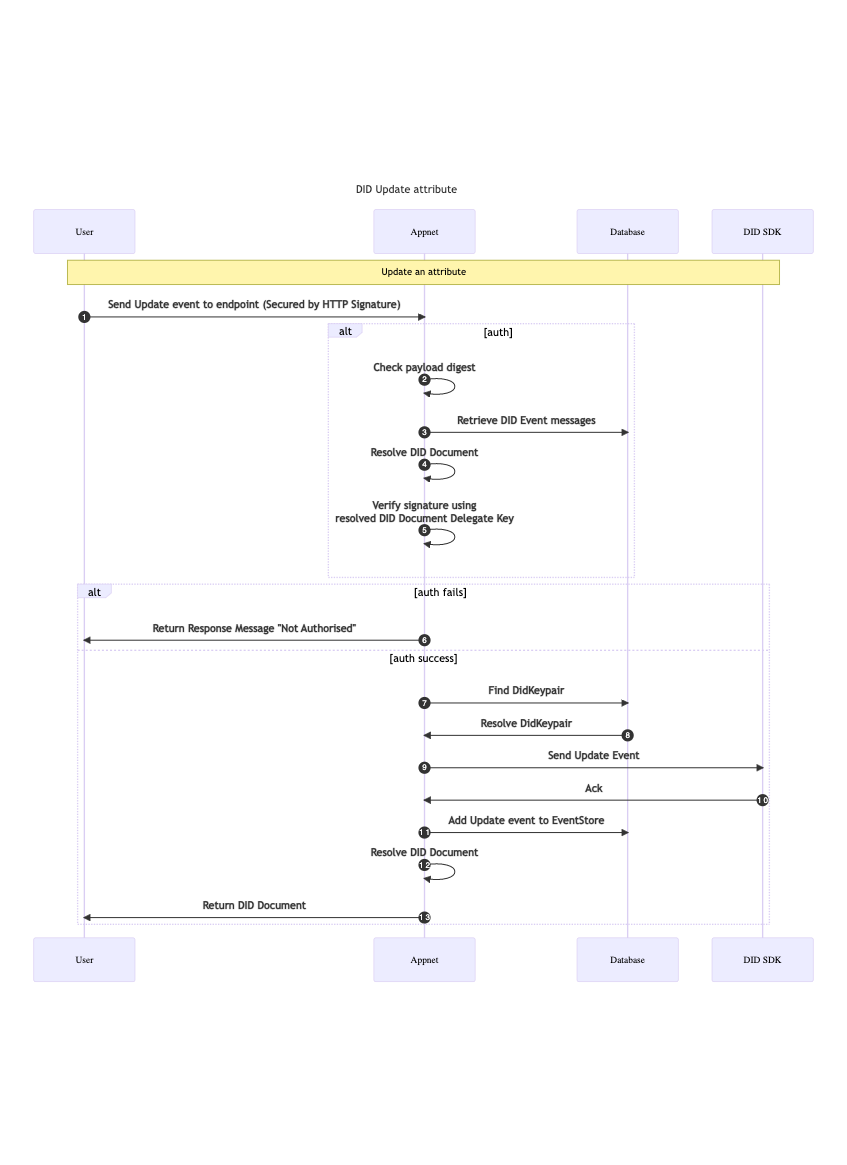 DID Update attribute
User
Appnet
Database
DID SDK
Update an attribute
Send Update event to endpoint (Secured by HTTP Signature)
1
alt
[auth]
Check payload digest
2
Retrieve DID Event messages
3
Resolve DID Document
4
Verify signature using
resolved DID Document Delegate Key
5
alt
[auth fails]
Return Response Message "Not Authorised"
6
[auth success]
Find DidKeypair
7
Resolve DidKeypair
8
Send Update Event
9
Ack
10
Add Update event to EventStore
11
Resolve DID Document
12
Return DID Document
13
User
Appnet
Database
DID SDK